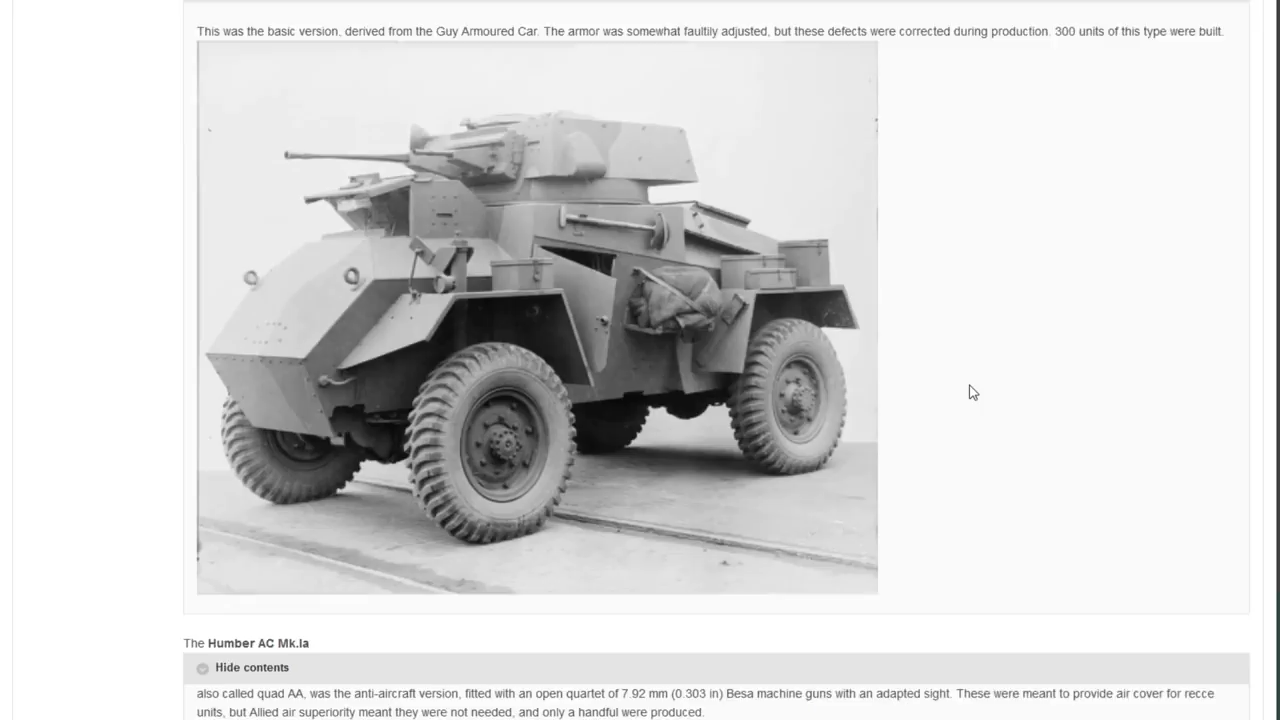 This was the basic version, derived from the Guy Armoured Car. The armor was somewhat faultily adjusted, but these defects were corrected during production. 300 units of this type were built.
The Humber AC Mk.Ia
Hide contents
also called quad AA, was the anti-aircraft version, fitted with an open quartet of 7.92 mm (0.303 in) Besa machine guns with an adapted sight. These were meant to provide air cover for recce
units, but Allied air superiority meant they were not needed, and only a handful were produced.